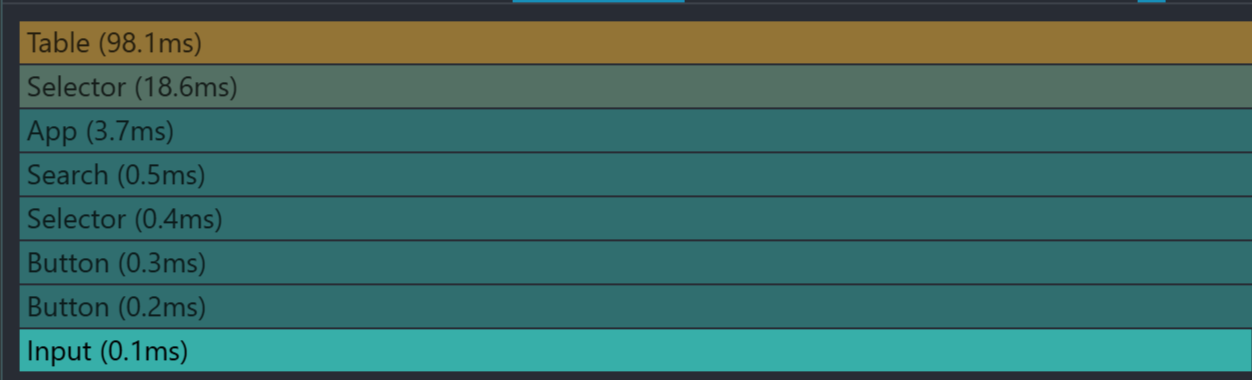 Table (98.1ms)
Selector (18.6ms)
App (3.7ms)
Search (0.5ms)
Selector (0.4ms)
Button (0.3ms)
Button (0.2ms)
Input (0.1ms)